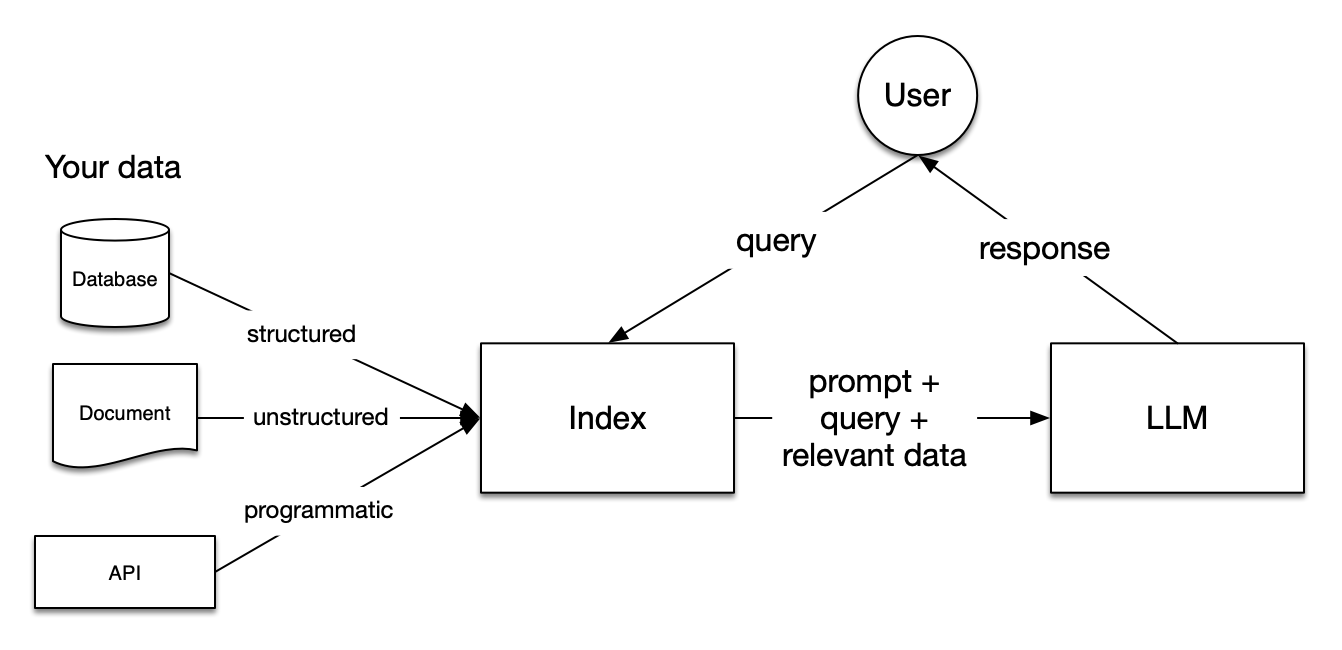 User
Your data
Database
query
response
structured
Document
unstructured
Index
prompt +
query +
relevant data
LLM
programmatic
API